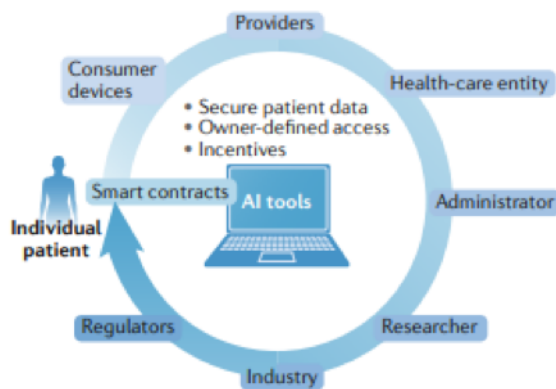 Providers
Consumer
devices
Health-care entity
• Secure patient data
• Owner-defined access
• Incentives
Smart contracts
AI tools
Administrator
Individual
patient
Regulators
Researcher
Industry